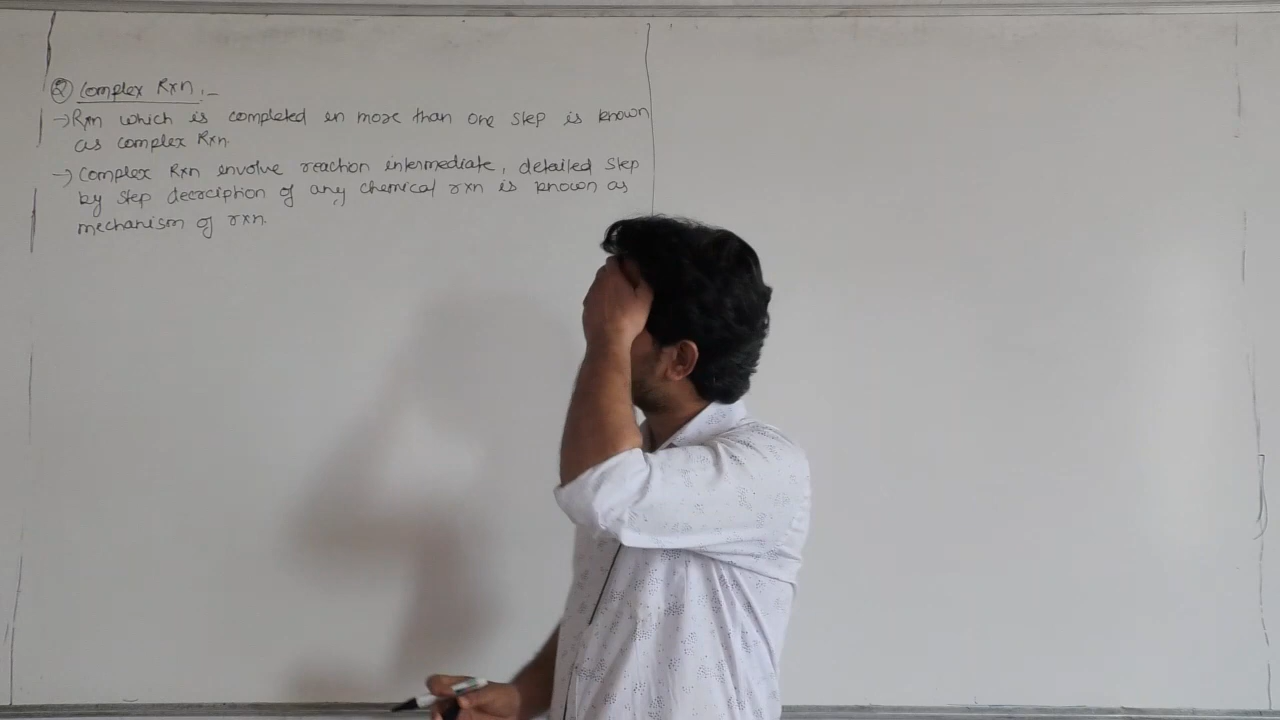 ② Complex Rxn :-
→ Rxn which is completed in more than one step is known
as complex Rxn.
→ Complex Rxn involve reaction intermediate, detailed step
by step decrciption of any chemical rxn is known as
mechanism of rxn.